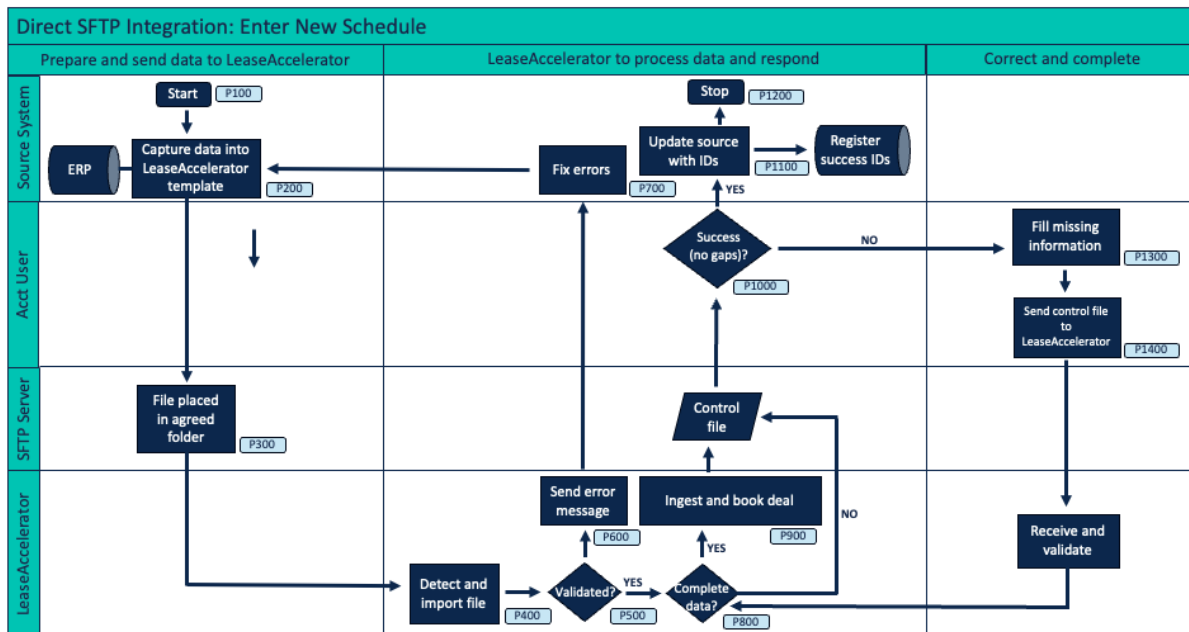 Direct SFTP Integration: Enter New Schedule
Prepare and send data to LeaseAccelerator
LeaseAccelerator to process data and respond
Correct and complete
Source System
Start
P100
ERP
Capture data into
LeaseAccelerator
template
P200
Fix errors
P700
Stop
P1200
Update source
with IDs
P1100
Register
success IDs
YES
Acct User
Success
(no gaps)?
P1000
NO
Fill missing
information
P1300
Send control file
to
LeaseAccelerator
P1400
SFTP Server
File placed
in agreed
folder
P300
Control
file
LeaseAccelerator
Send error
message
P600
Ingest and book deal
P900
NO
YES
Receive and
validate
Detect and
import file
P400
Validated?
P500
YES
Complete
data?
P800